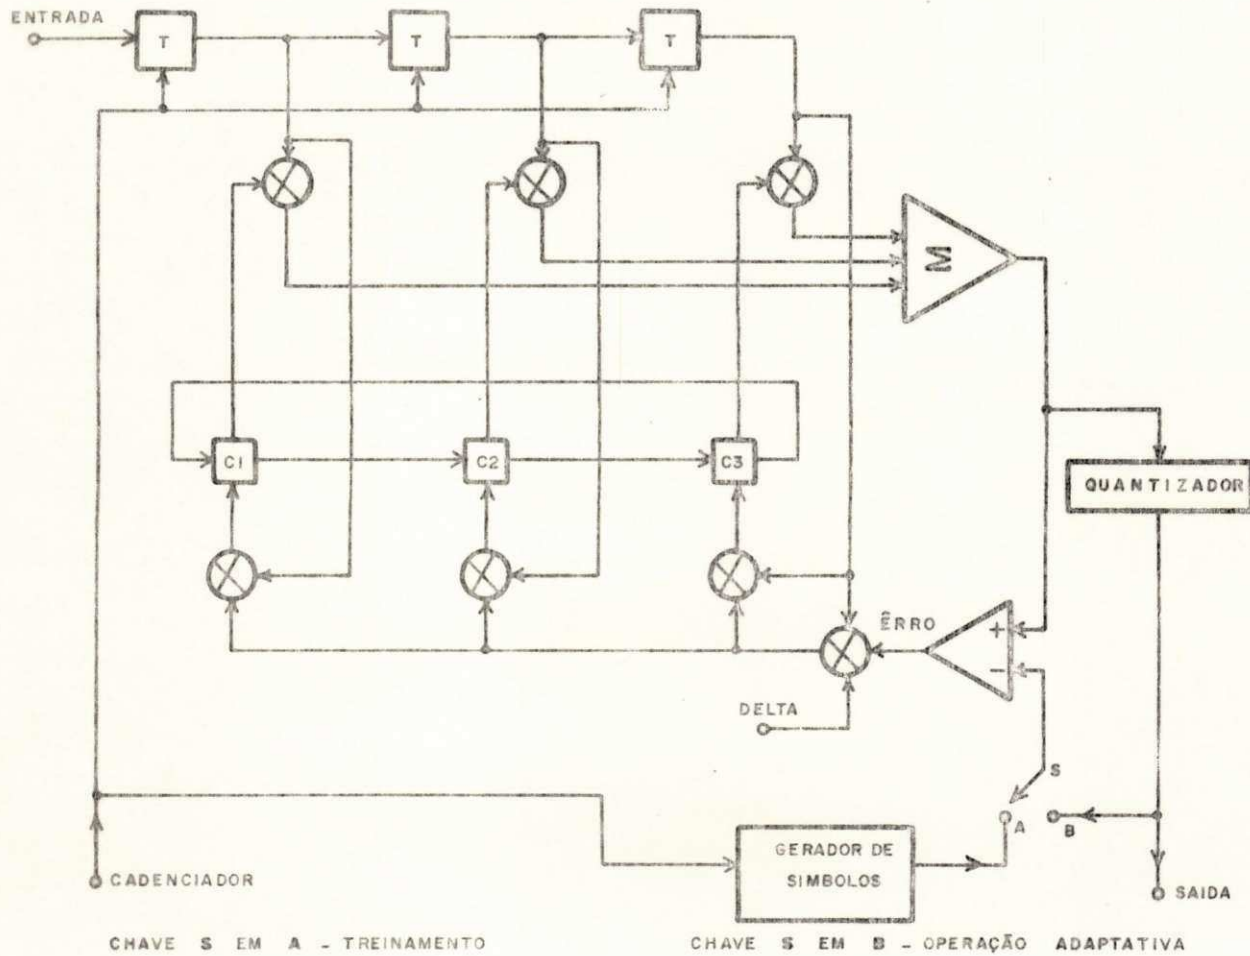 ENTRADA
T T T
M
C1 C2 C3
QUANTIZADOR
ÊRRO
+
−
DELTA
S
A B
GERADOR DE
SIMBOLOS
CADENCIADOR
SAIDA
CHAVE S EM A - TREINAMENTO
CHAVE S EM B - OPERAÇÃO ADAPTATIVA